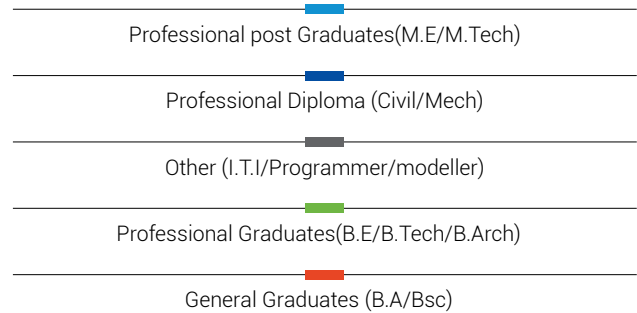 Professional post Graduates(M.E/M.Tech)
Professional Diploma (Civil/Mech)
Other (I.T.I/Programmer/modeller)
Professional Graduates(B.E/B.Tech/B.Arch)
General Graduates (B.A/Bsc)